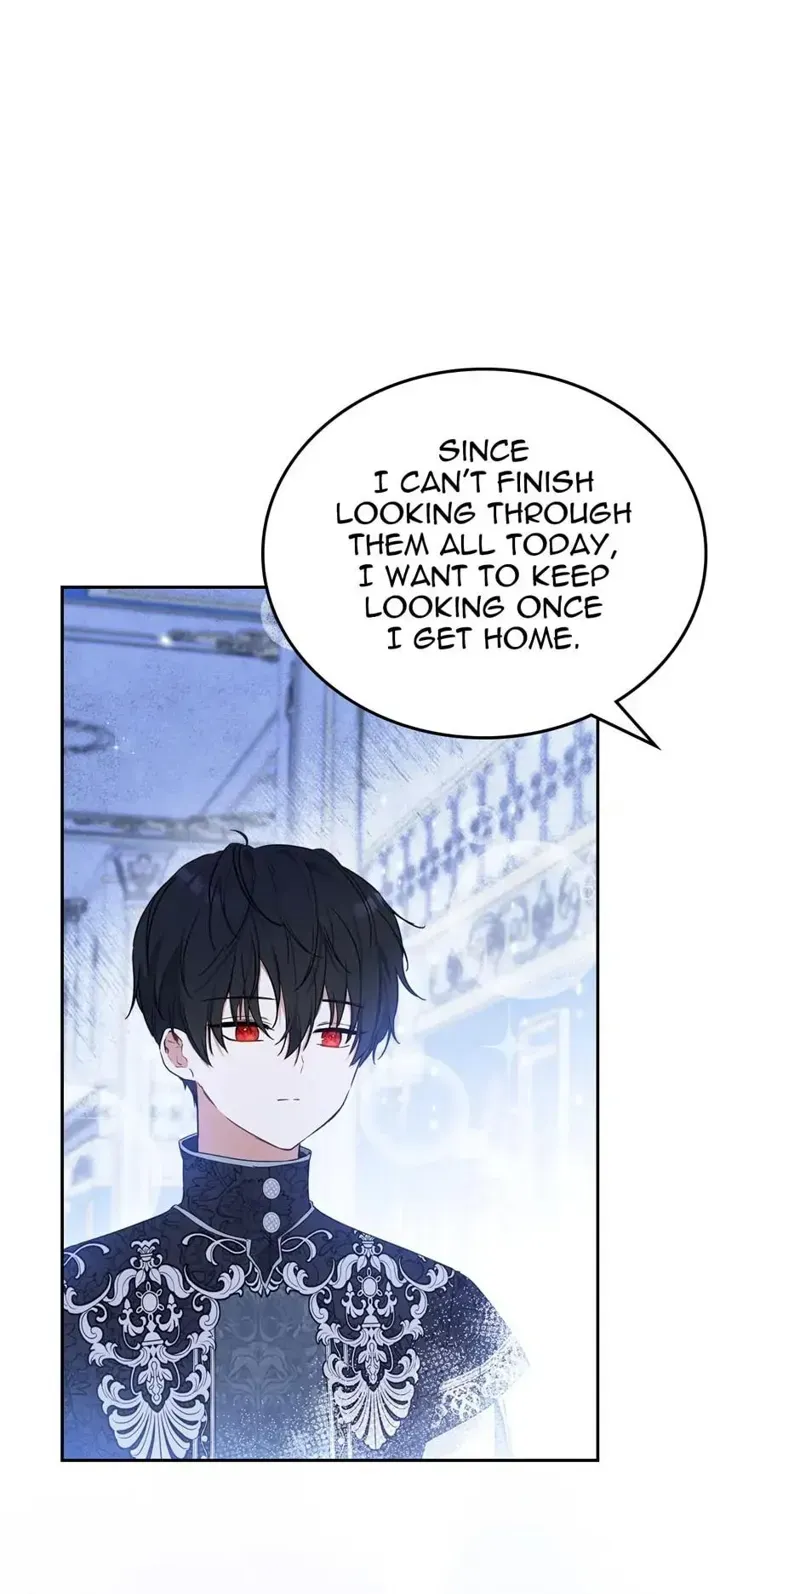 SINCE
I CAN'T FINISH
LOOKING THROUGH
THEM ALL TODAY,
I WANT TO KEEP
LOOKING ONCE
I GET HOME.